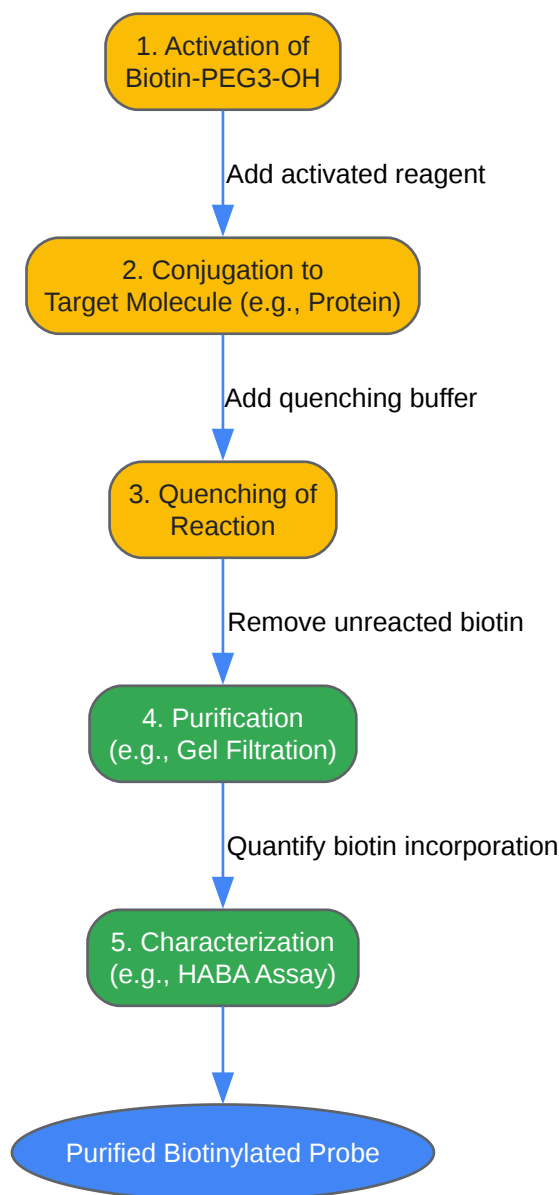 1. Activation of
Biotin-PEG3-OH
Add activated reagent
2. Conjugation to
Target Molecule (e.g., Protein)
Add quenching buffer
3. Quenching of
Reaction
Remove unreacted biotin
4. Purification
(e.g., Gel Filtration)
Quantify biotin incorporation
5. Characterization
(e.g., HABA Assay)
Purified Biotinylated Probe